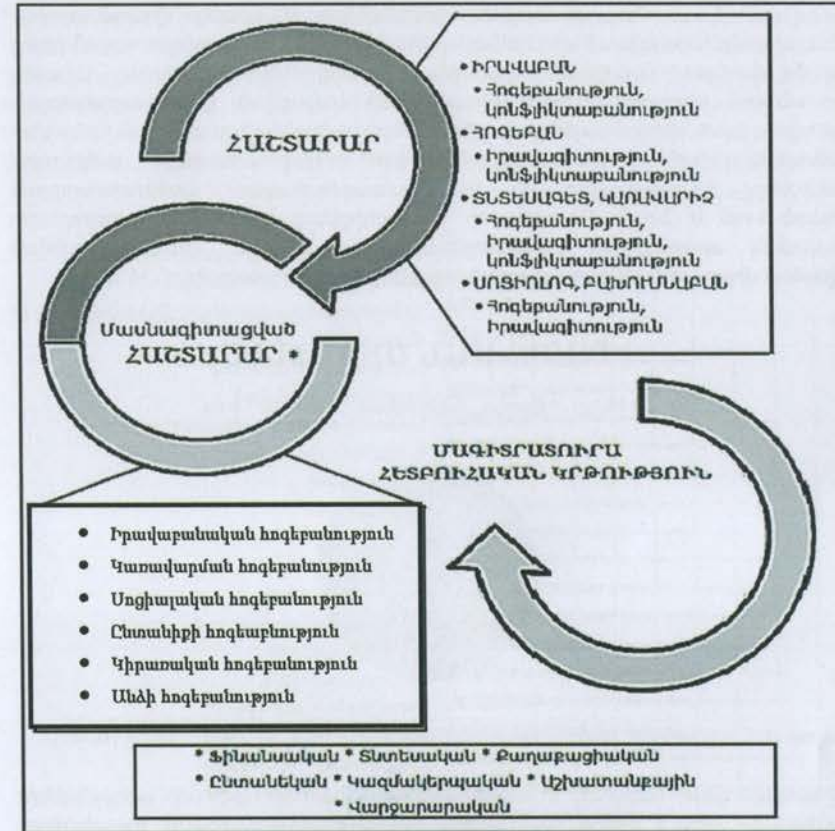 ՀԱՇՏԱՐԱՐ
• ԻՐԱՎԱԲԱՆ
• Հոգեբանություն,
կոնֆլիկտաբանություն
• ՀՈԳԵԲԱՆ
• Իրավագիտություն,
կոնֆլիկտաբանություն
• ՏՆՏԵՍԱԳԵՏ, ԿԱՌԱՎԱՐԻՉ
• Հոգեբանություն,
Իրավագիտություն,
կոնֆլիկտաբանություն
• ՍՈՑԻՈԼՈԳ, ԲԱԽՈՒՄՆԱԲԱՆ
• Հոգեբանություն,
Իրավագիտություն
Մասնագիտացված
ՀԱՇՏԱՐԱՐ *
ՄԱԳԻՍՏՐԱՏՈՒՐԱ
ՀԵՏԲՈՒՀԱԿԱՆ ԿՐԹՈՒԹՅՈՒՆ
• Իրավաբանական հոգեբանություն
• Կառավարման հոգեբանություն
• Սոցիալական հոգեբանություն
• Ընտանիքի հոգեաբնություն
• Կիրառական հոգեբանություն
• Անձի հոգեբանություն
* Ֆինանսական * Տնտեսական * Քաղաքացիական
* Ընտանեկան * Կազմակերպական * Աշխատանքային
* Վարչարարական